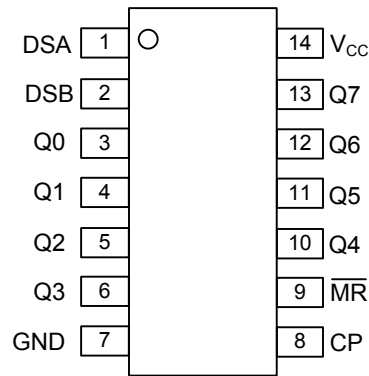 DSA 1 14 VCC
DSB 2 13 Q7
Q0 3 12 Q6
Q1 4 11 Q5
Q2 5 10 Q4
Q3 6 9 M̅R̅
GND 7 8 CP